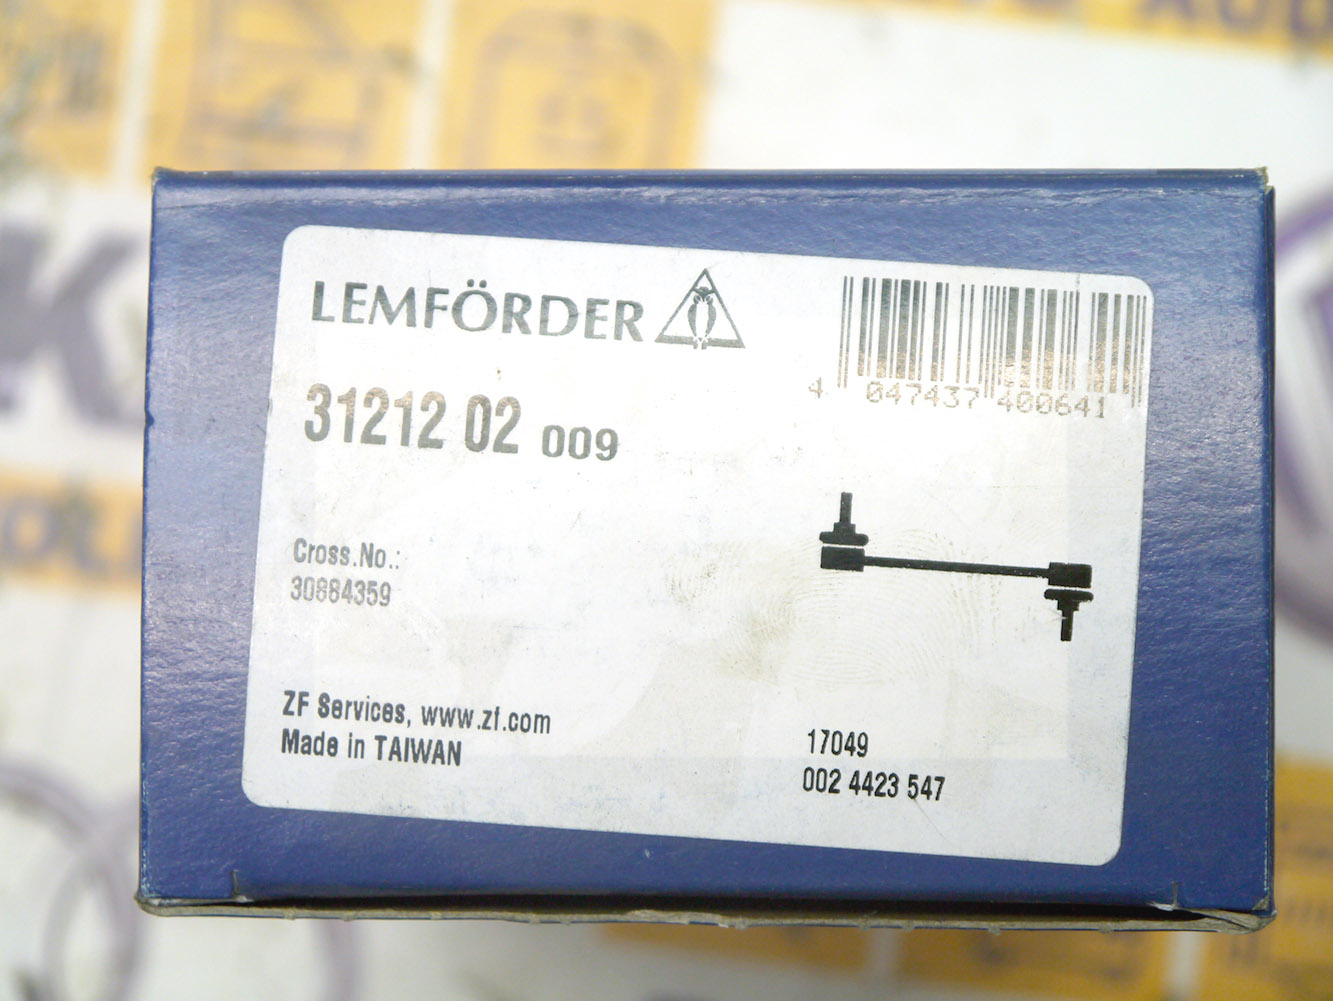 LEMFÖRDER
4 047437 400641
31212 02 009
Cross.No.:
30884359
ZF Services, www.zf.com
Made in TAIWAN
17049
002 4423 547